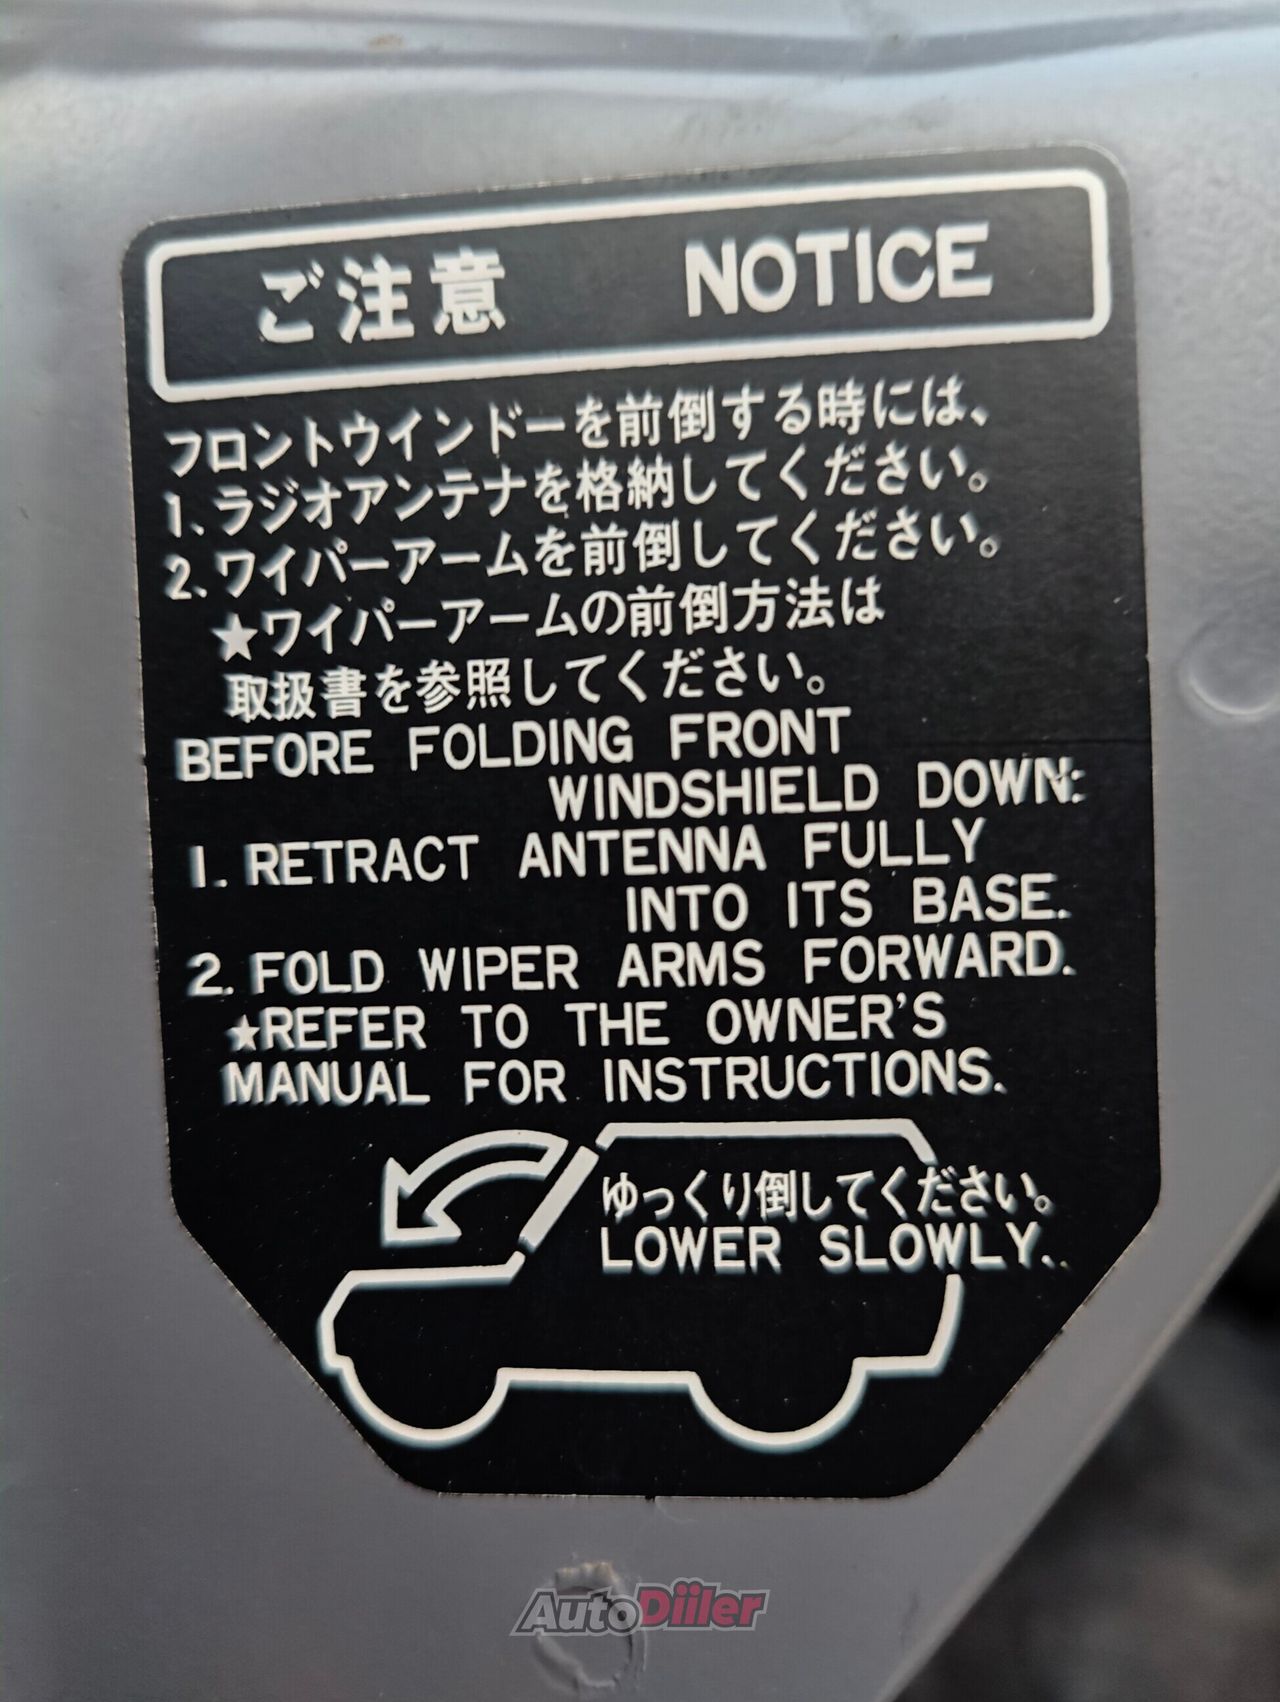 ご注意 NOTICE
フロントウインドーを前倒する時には、
1.ラジオアンテナを格納してください。
2.ワイパーアームを前倒してください。
★ワイパーアームの前倒方法は
取扱書を参照してください。
BEFORE FOLDING FRONT
WINDSHIELD DOWN:
1. RETRACT ANTENNA FULLY
INTO ITS BASE.
2. FOLD WIPER ARMS FORWARD.
★REFER TO THE OWNER'S
MANUAL FOR INSTRUCTIONS.
ゆっくり倒してください。
LOWER SLOWLY.
AutoDiiler